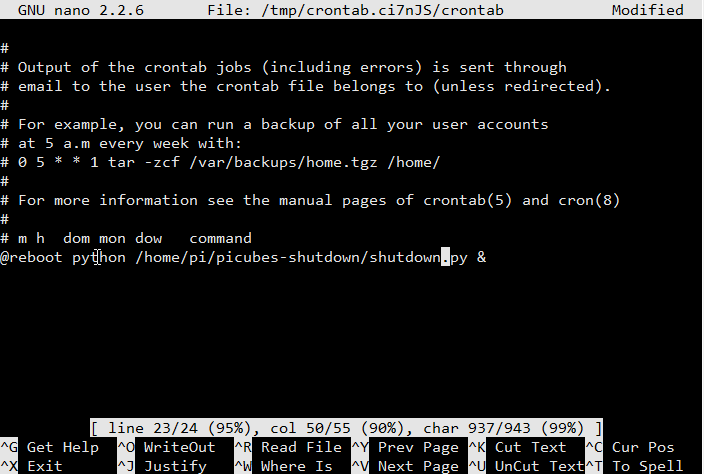 GNU nano 2.2.6 File: /tmp/crontab.ci7nJS/crontab Modified
#
# Output of the crontab jobs (including errors) is sent through
# email to the user the crontab file belongs to (unless redirected).
#
# For example, you can run a backup of all your user accounts
# at 5 a.m every week with:
# 0 5 * * 1 tar -zcf /var/backups/home.tgz /home/
#
# For more information see the manual pages of crontab(5) and cron(8)
#
# m h  dom mon dow   command
@reboot python /home/pi/picubes-shutdown/shutdown.py &
[ line 23/24 (95%), col 50/55 (90%), char 937/943 (99%) ]
^G Get Help ^O WriteOut ^R Read File ^Y Prev Page ^K Cut Text ^C Cur Pos
^X Exit ^J Justify ^W Where Is ^V Next Page ^U UnCut Text ^T To Spell